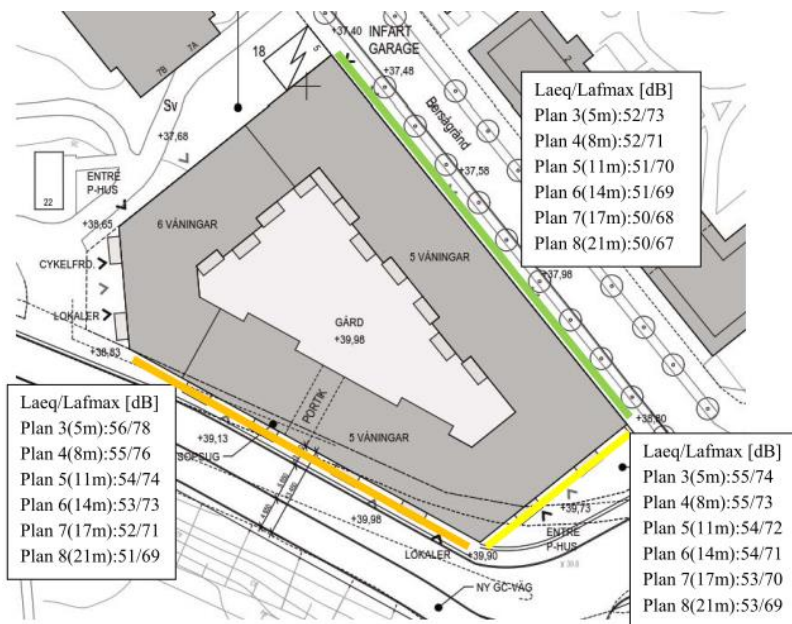 +37,40
INFART
GARAGE
5
18
7A
7B
+37,48
2
Sv
+37,68
Bersågränd
+37,58
Laeq/Lafmax [dB]
Plan 3(5m):52/73
Plan 4(8m):52/71
Plan 5(11m):51/70
Plan 6(14m):51/69
Plan 7(17m):50/68
Plan 8(21m):50/67
ENTRÉ
P-HUS
22
+38,65
6 VÅNINGAR
5 VÅNINGAR
+37,98
CYKELFRD.
LOKALER
GÅRD
+39,98
+38,83
+38,60
PORTIK
5 VÅNINGAR
+39,13
SOPSUG
Laeq/Lafmax [dB]
Plan 3(5m):56/78
Plan 4(8m):55/76
Plan 5(11m):54/74
Plan 6(14m):54/73
Plan 7(17m):52/71
Plan 8(21m):51/69
+39,98
LOKALER
+39,90
+39,73
ENTRÉ
P-HUS
NY GC-VÄG
Laeq/Lafmax [dB]
Plan 3(5m):55/74
Plan 4(8m):55/73
Plan 5(11m):54/72
Plan 6(14m):54/71
Plan 7(17m):53/70
Plan 8(21m):53/69